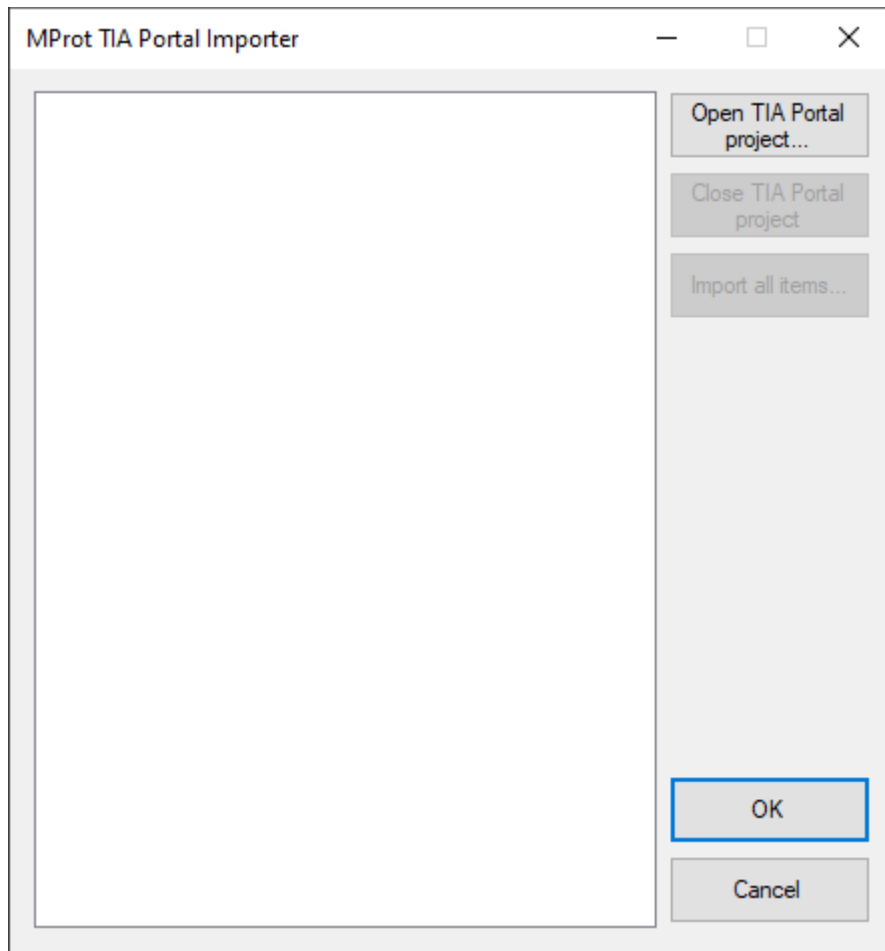 MProt TIA Portal Importer
Open TIA Portal
project...
Close TIA Portal
project
Import all items...
OK
Cancel